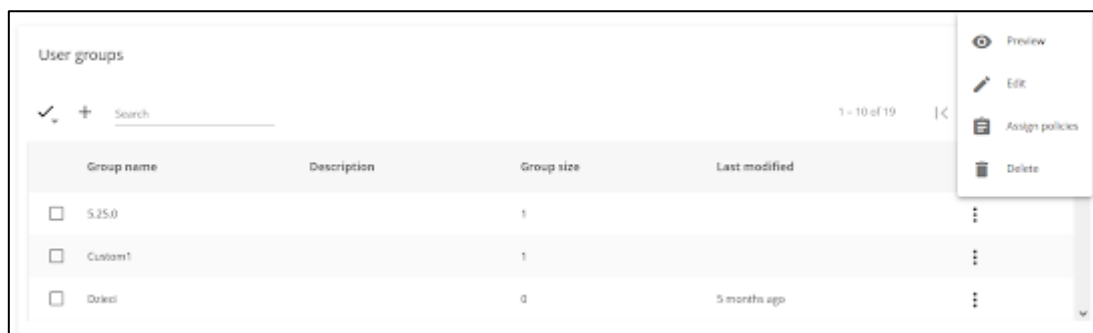 User groups
Preview
Edit
Assign policies
Delete
Search
1 – 10 of 19
Group name Description Group size Last modified
5.25.0 1
Custom1 1
Dzieci 0 5 months ago